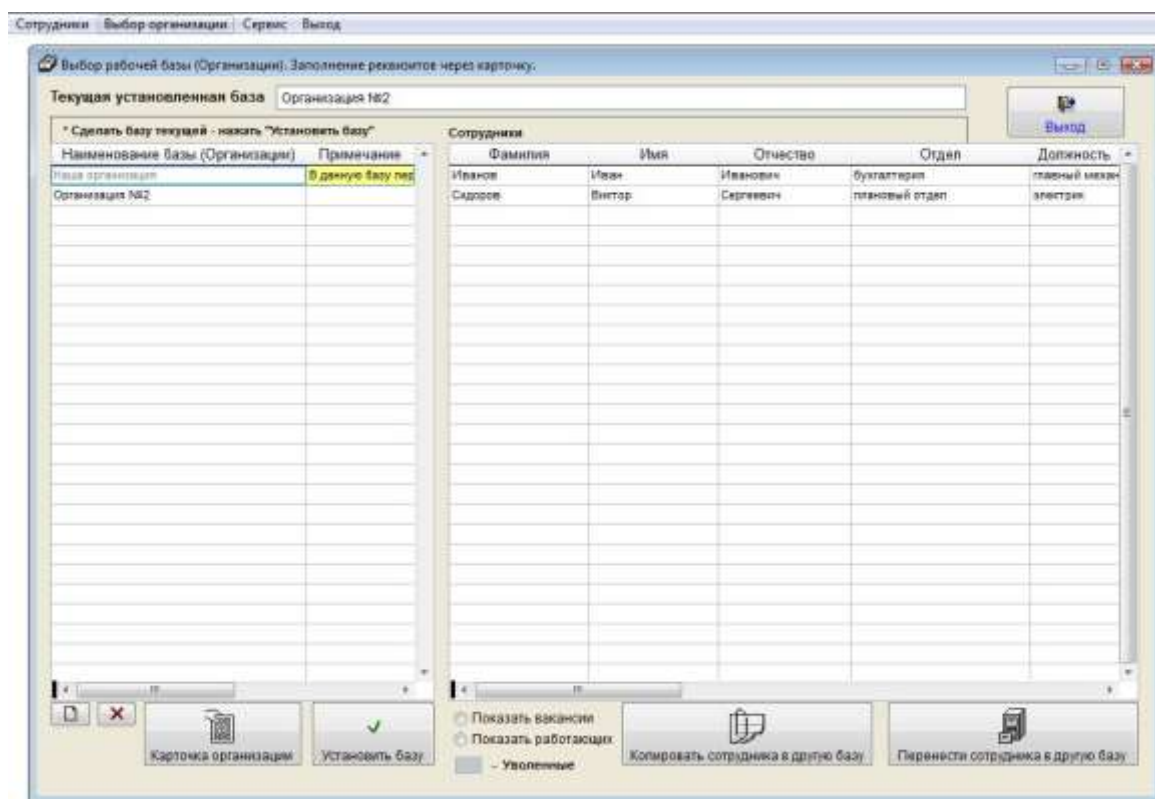 Сотрудники Выбор организации Сервис Выход
Выбор рабочей базы (Организации). Заполнение реквизитов через карточку.
Текущая установленная база Организация №2
Выход
* Сделать базу текущей - нажать "Установить базу"
Сотрудники
Наименование базы (Организации) Примечание
Фамилия Имя Отчество Отдел Должность
Наша организация В данную базу пер
Иванов Иван Иванович бухгалтерия главный механ
Организация №2
Сидоров Виктор Сергеевич плановый отдел электрик
Карточка организации
Установить базу
Показать вакансии
Показать работающих
- Уволенные
Копировать сотрудника в другую базу
Перенести сотрудника в другую базу